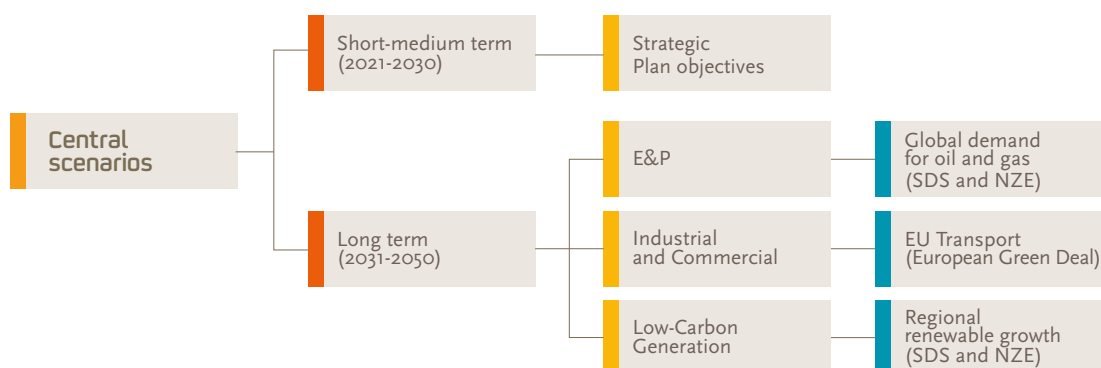 Central
scenarios
Short-medium term
(2021-2030)
Strategic
Plan objectives
Long term
(2031-2050)
E&P
Global demand
for oil and gas
(SDS and NZE)
Industrial
and Commercial
EU Transport
(European Green Deal)
Low-Carbon
Generation
Regional
renewable growth
(SDS and NZE)